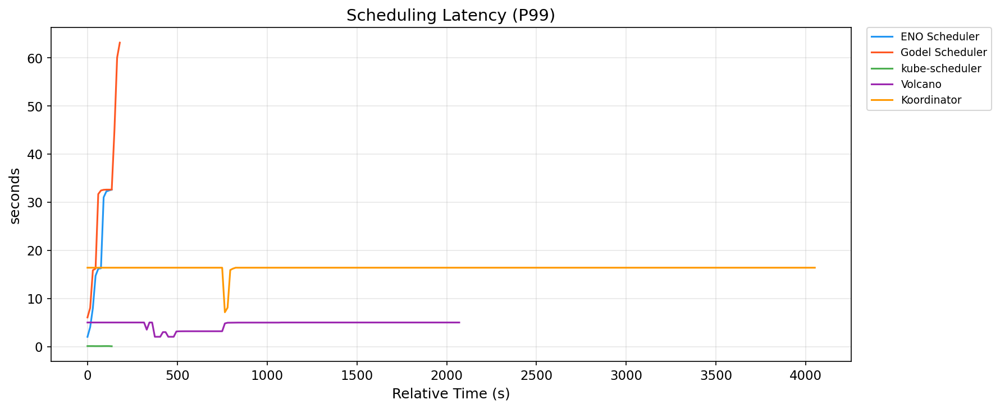 Scheduling Latency (P99)
ENO Scheduler
Godel Scheduler
kube-scheduler
Volcano
Koordinator
seconds
60
50
40
30
20
10
0
0 500 1000 1500 2000 2500 3000 3500 4000
Relative Time (s)